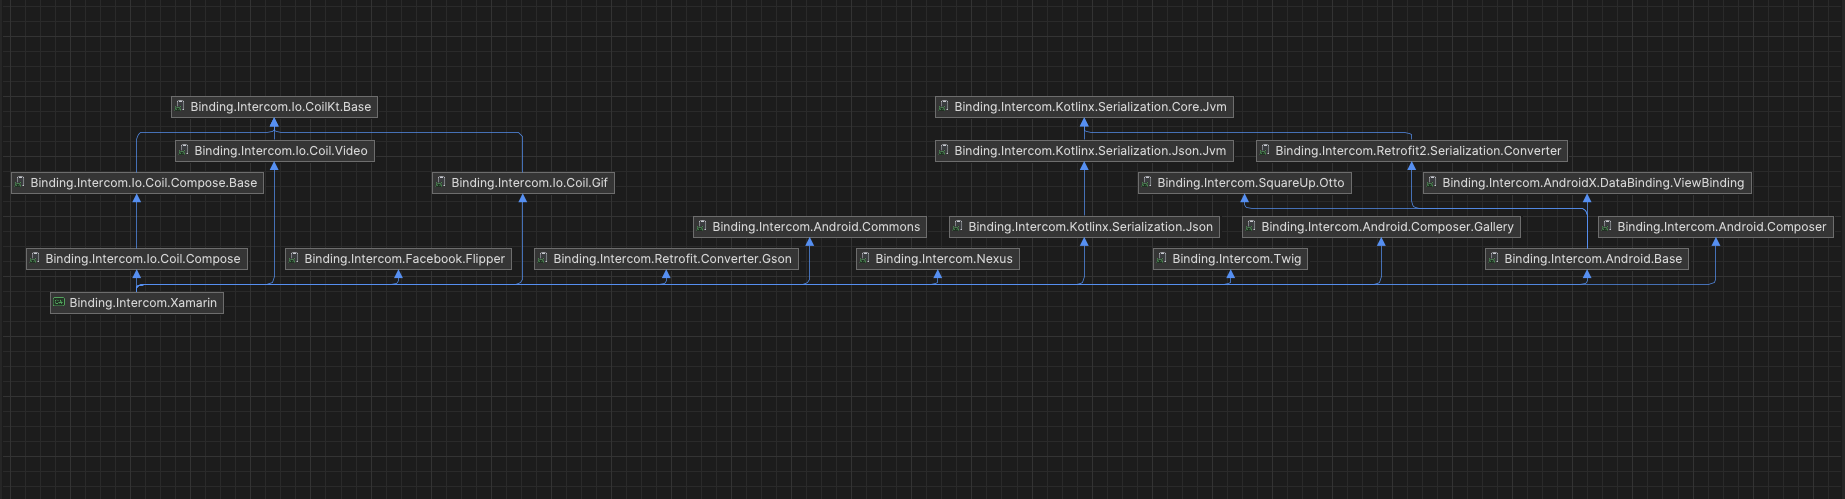 Binding.Intercom.Io.CoilKt.Base
Binding.Intercom.Kotlinx.Serialization.Core.Jvm
Binding.Intercom.Io.Coil.Video
Binding.Intercom.Kotlinx.Serialization.Json.Jvm
Binding.Intercom.Retrofit2.Serialization.Converter
Binding.Intercom.Io.Coil.Compose.Base
Binding.Intercom.Io.Coil.Gif
Binding.Intercom.SquareUp.Otto
Binding.Intercom.AndroidX.DataBinding.ViewBinding
Binding.Intercom.Android.Commons
Binding.Intercom.Kotlinx.Serialization.Json
Binding.Intercom.Android.Composer.Gallery
Binding.Intercom.Android.Composer
Binding.Intercom.Io.Coil.Compose
Binding.Intercom.Facebook.Flipper
Binding.Intercom.Retrofit.Converter.Gson
Binding.Intercom.Nexus
Binding.Intercom.Twig
Binding.Intercom.Android.Base
Binding.Intercom.Xamarin